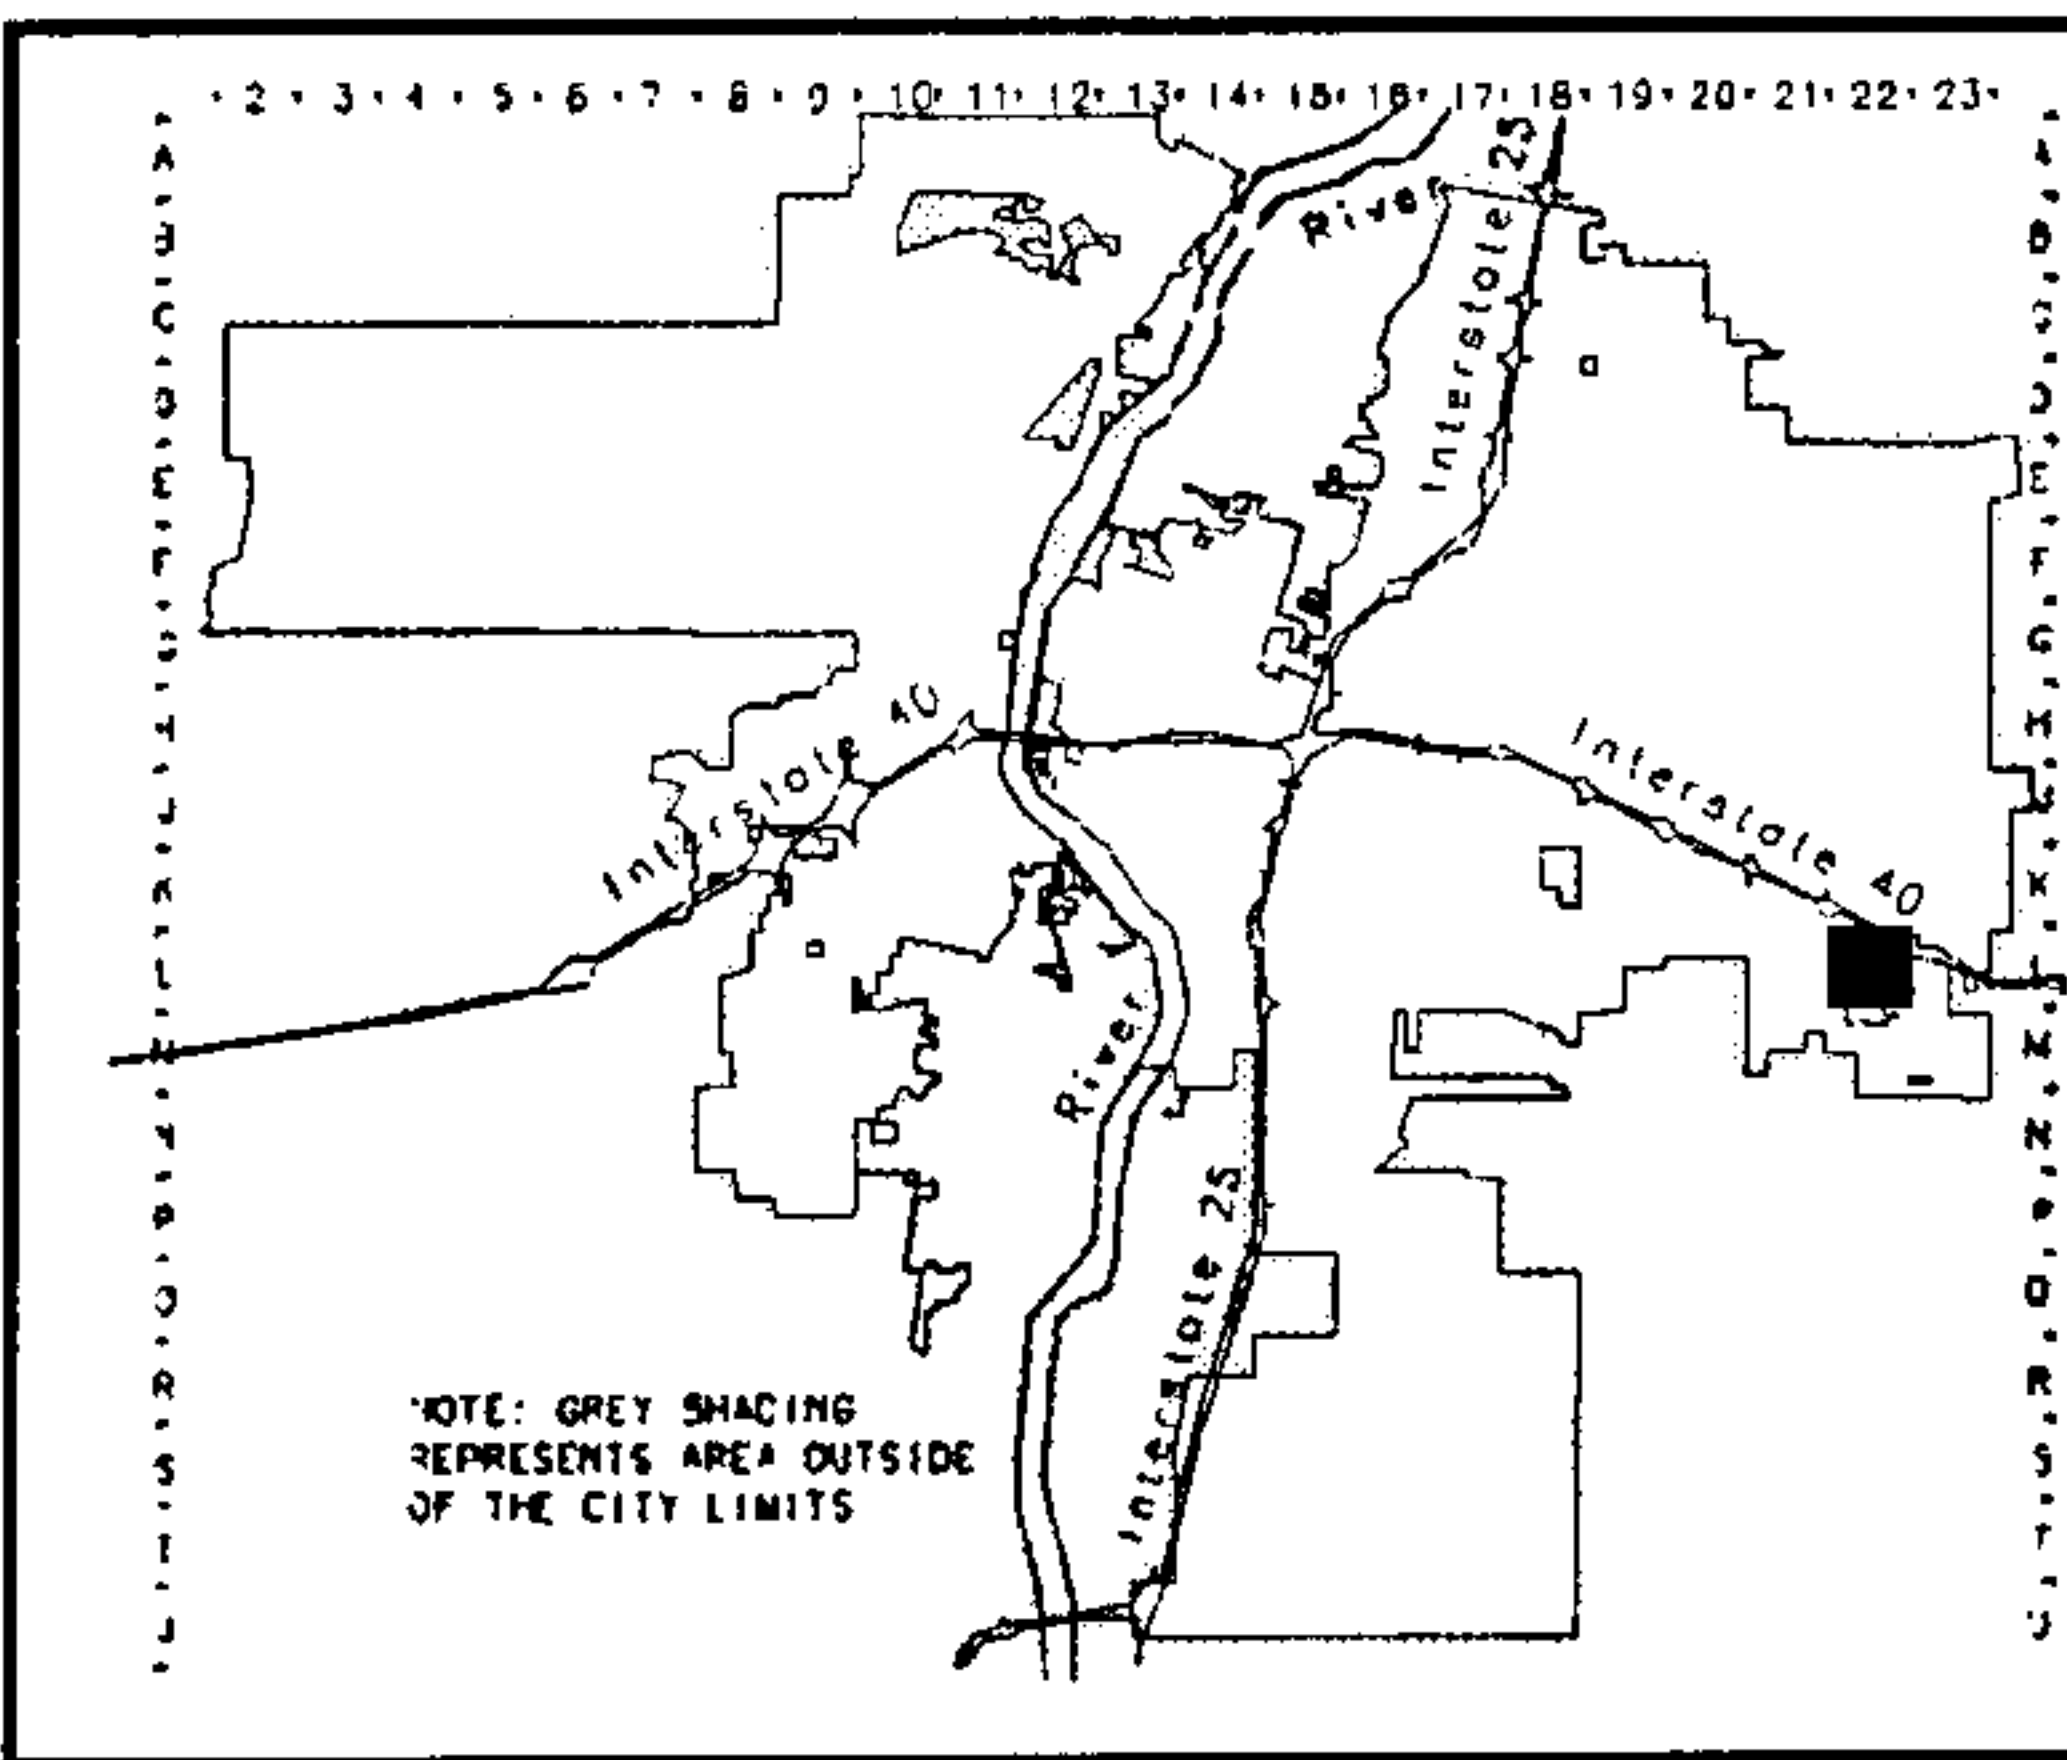 2 3 4 5 6 7 8 9 10 11 12 13 14 15 16 17 18 19 20 21 22 23
River
Interstate 25
Interstate 40
Interstate 40
River
Interstate 25
A
C
E
F
R
S
T
B
E
F
G
K
L
R
S
T
GREY SHADING
REPRESENTS AREA OUTSIDE
OF THE CITY LIMITS